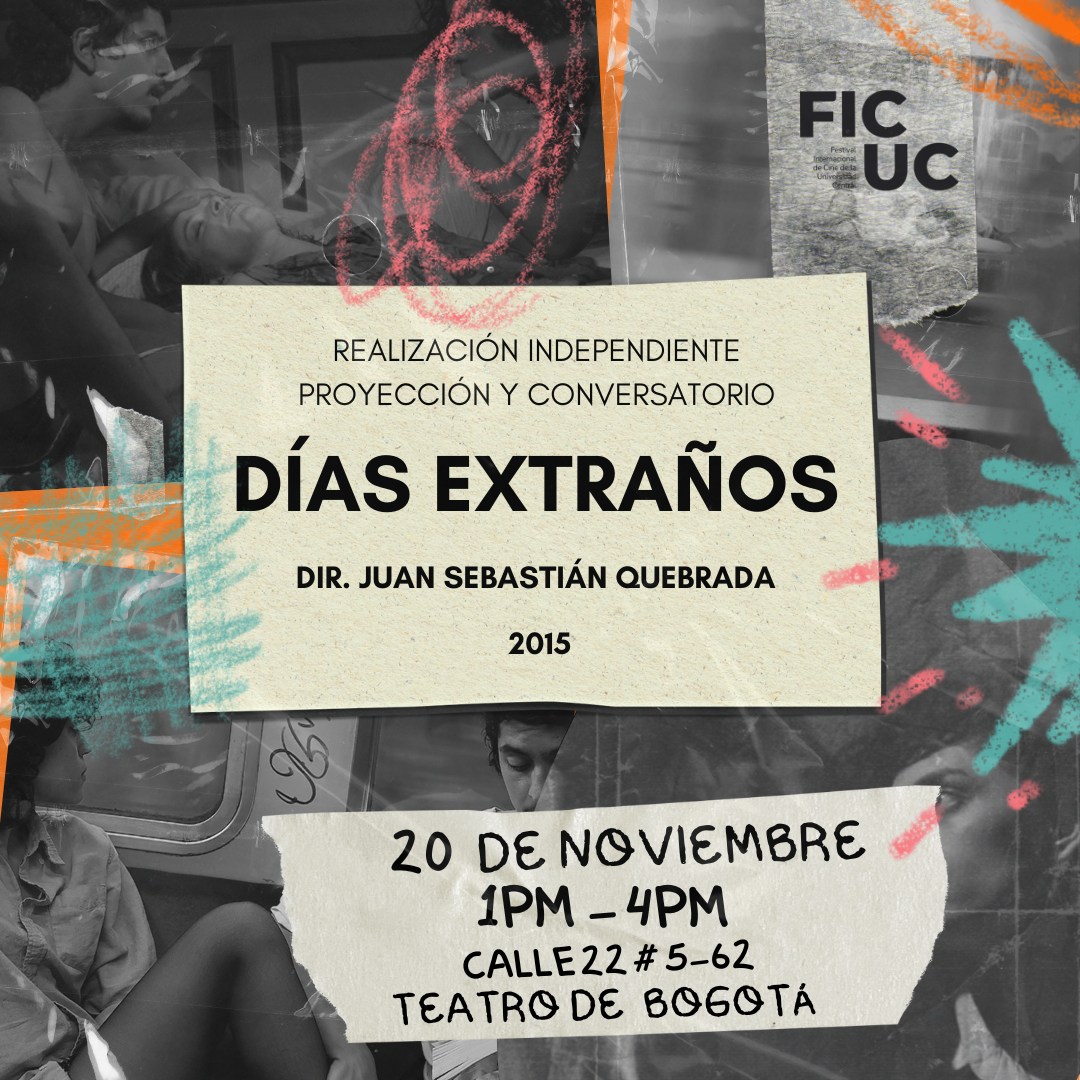 FIC
UC
Festival
Internacional
de Cine de la
Universidad
Central
REALIZACIÓN INDEPENDIENTE
PROYECCIÓN Y CONVERSATORIO
DÍAS EXTRAÑOS
DIR. JUAN SEBASTIÁN QUEBRADA
2015
20 DE NOVIEMBRE
1PM - 4PM
CALLE 22 # 5-62
TEATRO DE BOGOTÁ